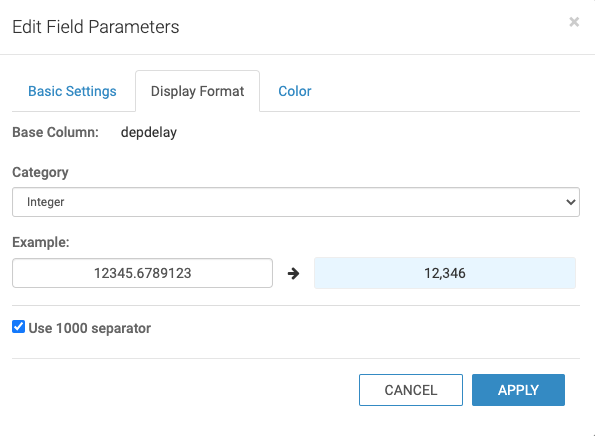 Edit Field Parameters
×
Basic Settings Display Format Color
Base Column: depdelay
Category
Integer
Example:
12345.6789123 → 12,346
Use 1000 separator
CANCEL APPLY